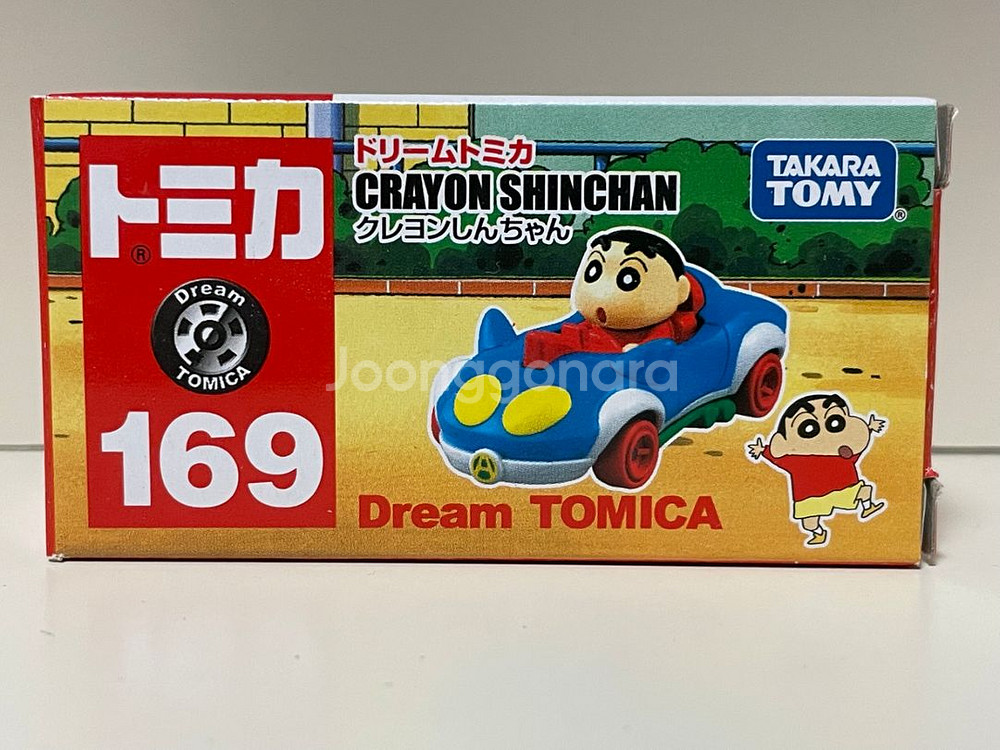 トミカ
®
Dream
TOMICA
169
ドリームトミカ
CRAYON SHINCHAN
クレヨンしんちゃん
TAKARA
TOMY
®
Joonggonara
Dream TOMICA